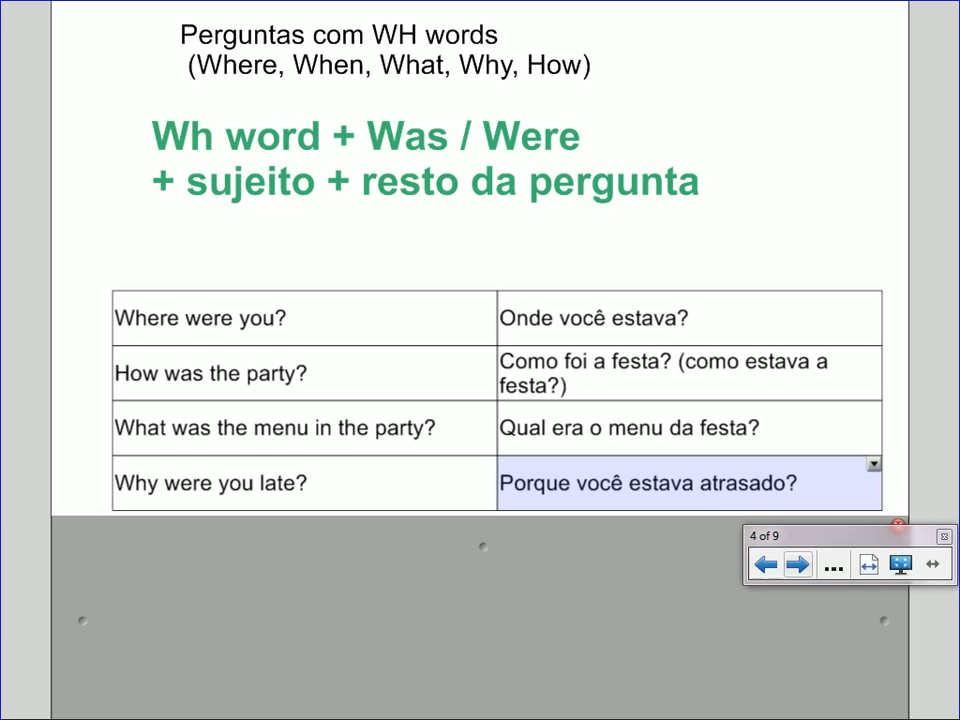 Perguntas com WH words
(Where, When, What, Why, How)
Wh word + Was / Were
+ sujeito + resto da pergunta
Where were you?
Onde você estava?
How was the party?
Como foi a festa? (como estava a
festa?)
What was the menu in the party?
Qual era o menu da festa?
Why were you late?
Porque você estava atrasado?
4 of 9
...